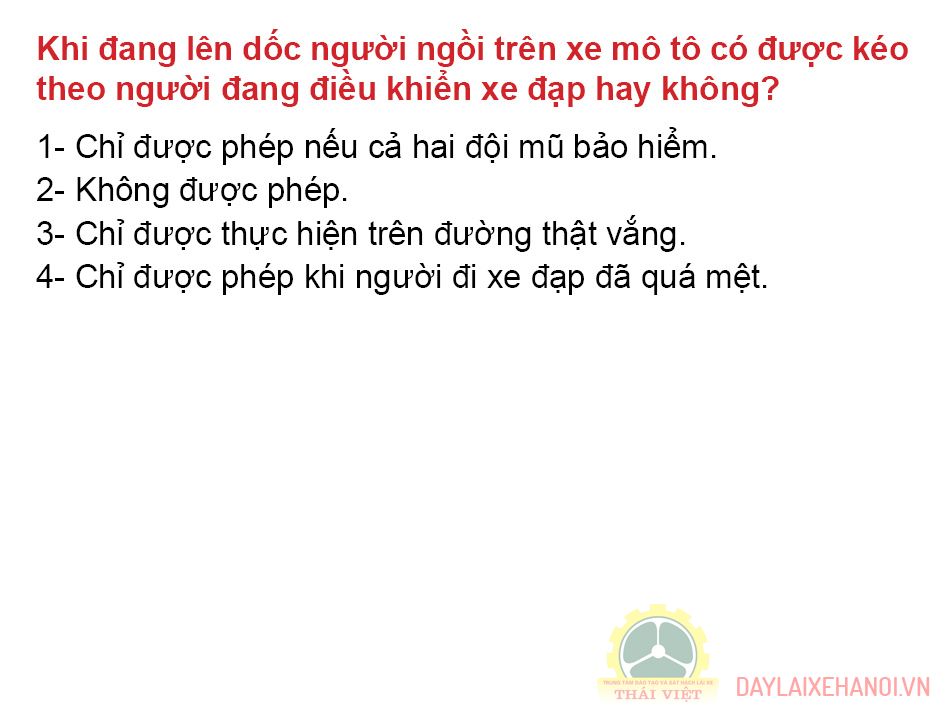 Khi đang lên dốc người ngồi trên xe mô tô có được kéo
theo người đang điều khiển xe đạp hay không?
1- Chỉ được phép nếu cả hai đội mũ bảo hiểm.
2- Không được phép.
3- Chỉ được thực hiện trên đường thật vắng.
4- Chỉ được phép khi người đi xe đạp đã quá mệt.
TRUNG TÂM ĐÀO TẠO VÀ SÁT HẠCH LÁI XE
THÁI VIỆT
DAYLAIXEHANOI.VN